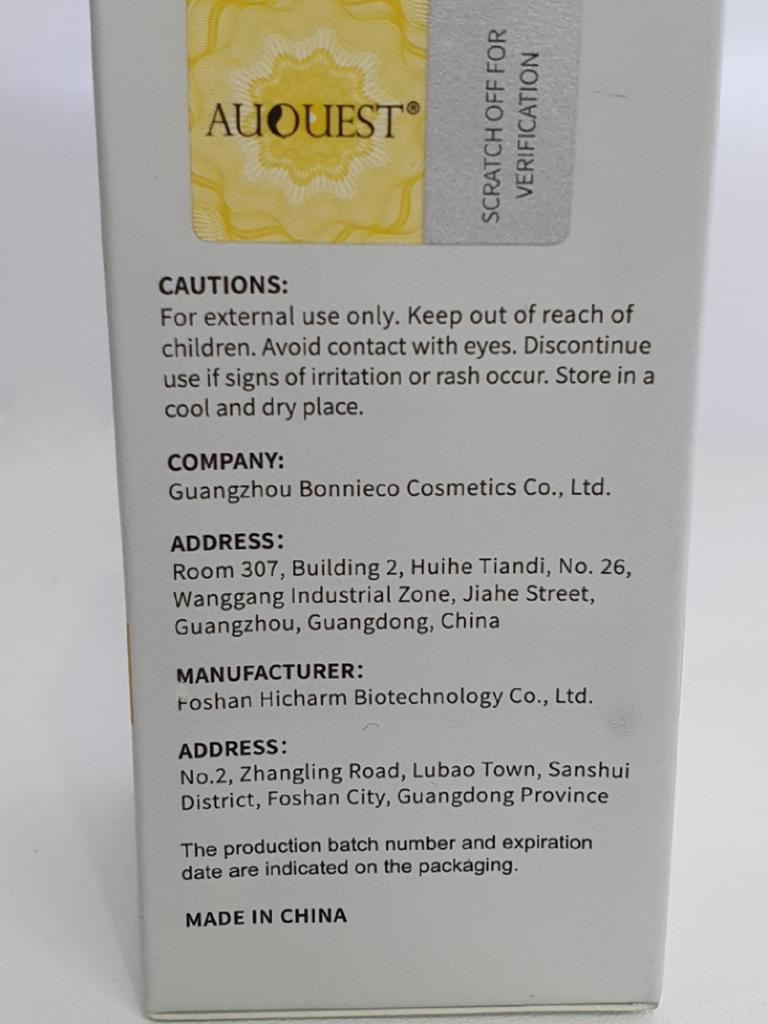 AUQUEST®
SCRATCH OFF FOR
VERIFICATION
CAUTIONS:
For external use only. Keep out of reach of
children. Avoid contact with eyes. Discontinue
use if signs of irritation or rash occur. Store in a
cool and dry place.
COMPANY:
Guangzhou Bonnieco Cosmetics Co., Ltd.
ADDRESS:
Room 307, Building 2, Huihe Tiandi, No. 26,
Wanggang Industrial Zone, Jiahe Street,
Guangzhou, Guangdong, China
MANUFACTURER:
Foshan Hicharm Biotechnology Co., Ltd.
ADDRESS:
No.2, Zhangling Road, Lubao Town, Sanshui
District, Foshan City, Guangdong Province
The production batch number and expiration
date are indicated on the packaging.
MADE IN CHINA